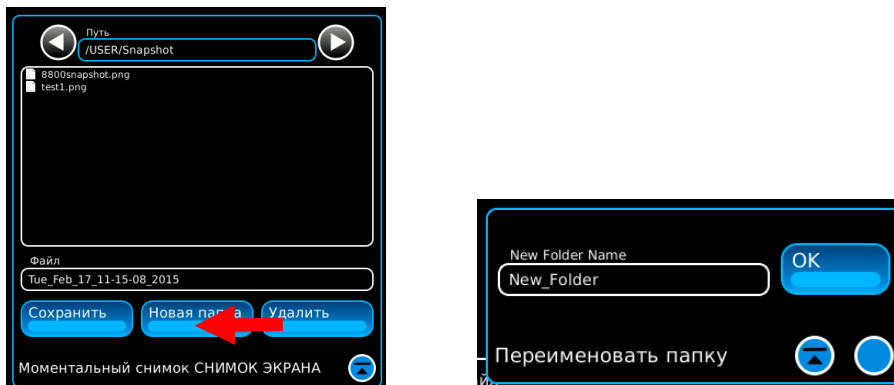 Путь
/USER/Snapshot
8800snapshot.png
test1.png
Файл
Tue_Feb_17_11-15-08_2015
Сохранить
Новая папка
Удалить
Моментальный снимок СНИМОК ЭКРАНА
New Folder Name
New_Folder
OK
Переименовать папку